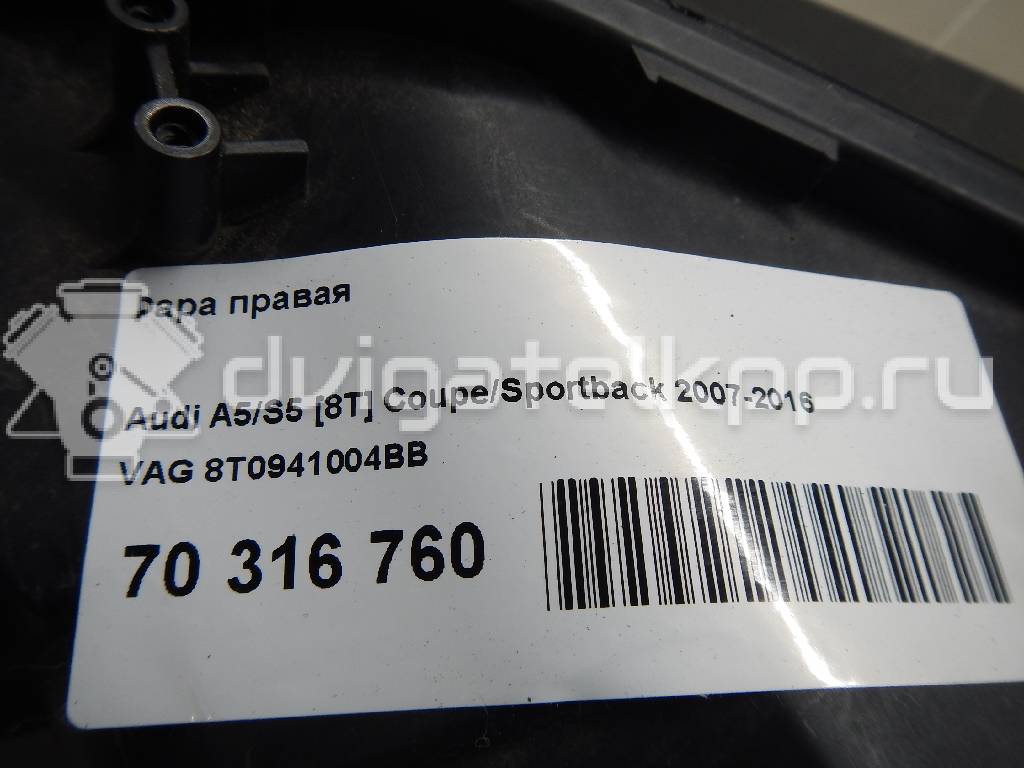 Фара правая
dvigatelkpp.ru
Audi A5/S5 [8T] Coupe/Sportback 2007-2016
VAG 8T0941004BB
70 316 760